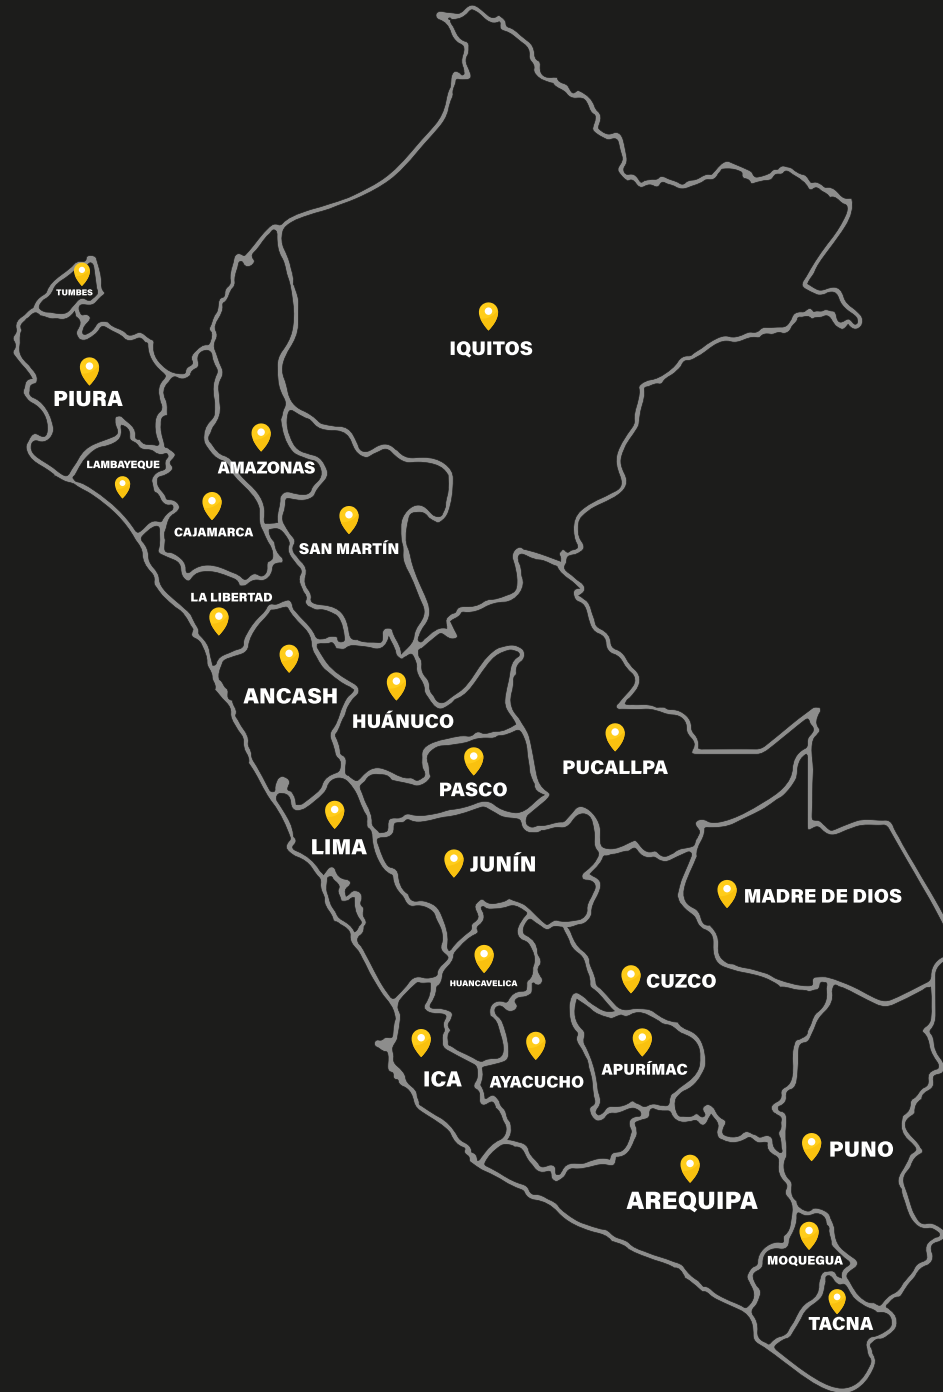 TUMBES
IQUITOS
PIURA
LAMBAYEQUE
AMAZONAS
CAJAMARCA
SAN MARTÍN
LA LIBERTAD
ANCASH
HUÁNUCO
PUCALLPA
PASCO
LIMA
JUNÍN
MADRE DE DIOS
HUANCAVELICA
CUZCO
ICA
AYACUCHO
APURÍMAC
PUNO
AREQUIPA
MOQUEGUA
TACNA